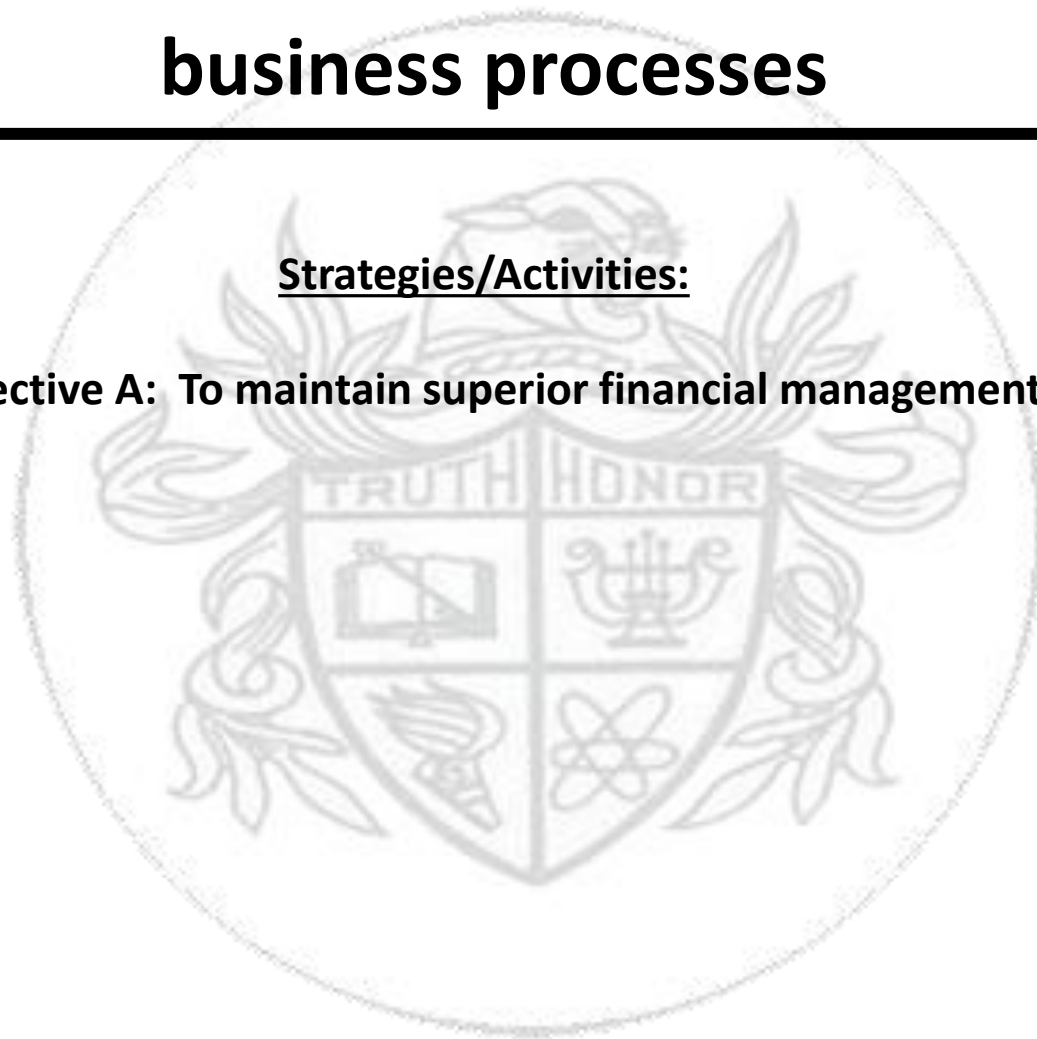 business processes
Strategies/Activities:
ective A:  To maintain superior financial management
TRUTH HONOR